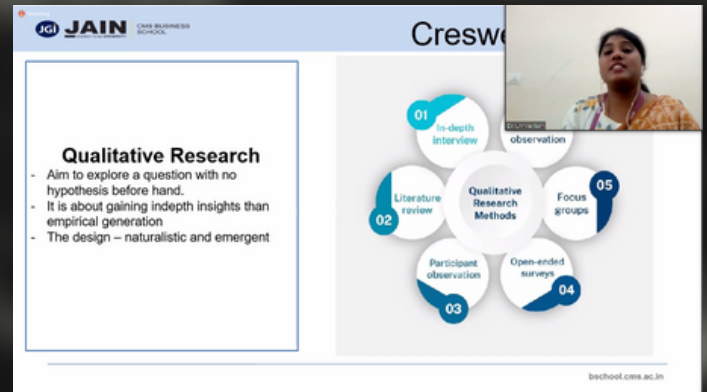 JGI JAIN CMS BUSINESS
SCHOOL
Creswe
Qualitative Research
- Aim to explore a question with no
hypothesis before hand.
- It is about gaining indepth insights than
empirical generation
- The design – naturalistic and emergent
01
In-depth
interview
observation
Literature
review
02
Qualitative
Research
Methods
Focus
groups
05
Participant
observation
03
Open-ended
surveys
04
bschool.cms.ac.in